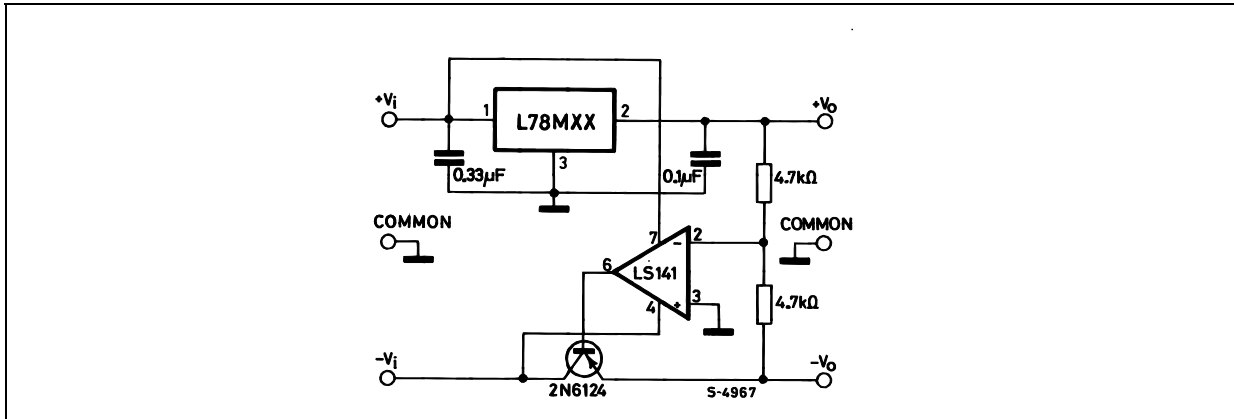 +Vi
1
L78MXX
2
+Vo
3
0.33µF
0.1µF
4.7kΩ
COMMON
COMMON
7
2
-
6
LS141
4
+
3
4.7kΩ
-Vi
2N6124
S-4967
-Vo